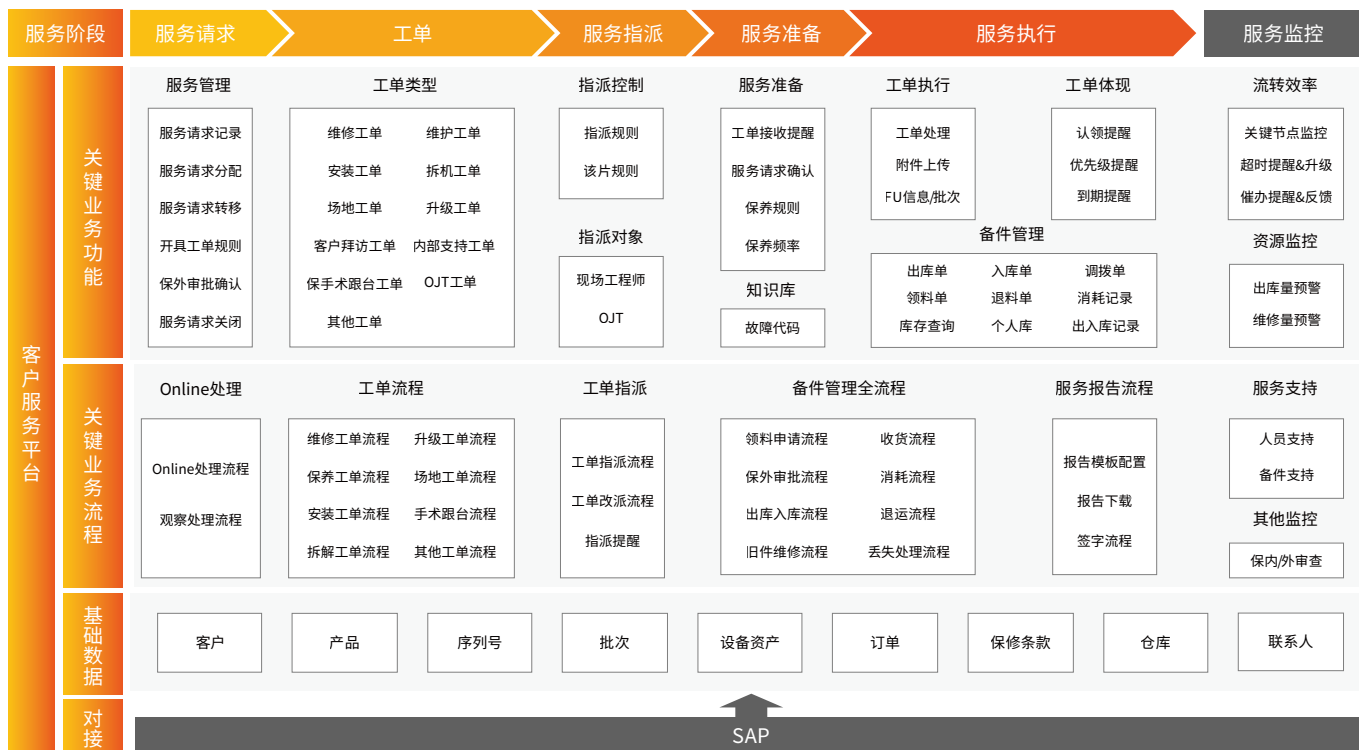 服务阶段
服务请求
工单
服务指派
服务准备
服务执行
服务监控
客户服务平台
关键业务功能
服务管理
服务请求记录
服务请求分配
服务请求转移
开具工单规则
保外审批确认
服务请求关闭
工单类型
维修工单 维护工单
安装工单 拆机工单
场地工单 升级工单
客户拜访工单 内部支持工单
保手术跟台工单 OJT工单
其他工单
指派控制
指派规则
该片规则
指派对象
现场工程师
OJT
服务准备
工单接收提醒
服务请求确认
保养规则
保养频率
知识库
故障代码
工单执行
工单处理
附件上传
FU信息/批次
工单体现
认领提醒
优先级提醒
到期提醒
备件管理
出库单 入库单 调拨单
领料单 退料单 消耗记录
库存查询 个人库 出入库记录
流转效率
关键节点监控
超时提醒&升级
催办提醒&反馈
资源监控
出库量预警
维修量预警
关键业务流程
Online处理
Online处理流程
观察处理流程
工单流程
维修工单流程 升级工单流程
保养工单流程 场地工单流程
安装工单流程 手术跟台流程
拆解工单流程 其他工单流程
工单指派
工单指派流程
工单改派流程
指派提醒
备件管理全流程
领料申请流程 收货流程
保外审批流程 消耗流程
出库入库流程 退运流程
旧件维修流程 丢失处理流程
服务报告流程
报告模板配置
报告下载
签字流程
服务支持
人员支持
备件支持
其他监控
保内/外审查
基础数据
客户
产品
序列号
批次
设备资产
订单
保修条款
仓库
联系人
对接
SAP